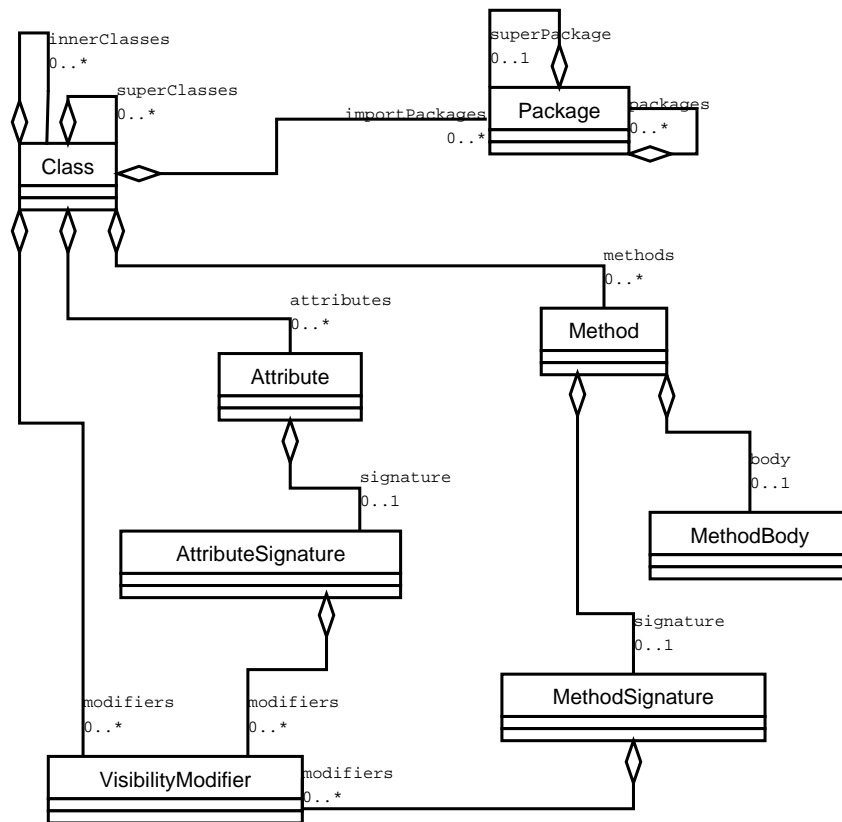 innerClasses
0..*
superPackage
0..1
superClasses
0..*
importPackages
0..*
Package
packages
0..*
Class
methods
0..*
attributes
0..*
Method
Attribute
signature
0..1
body
0..1
AttributeSignature
MethodBody
signature
0..1
modifiers
0..*
modifiers
0..*
MethodSignature
VisibilityModifier
modifiers
0..*